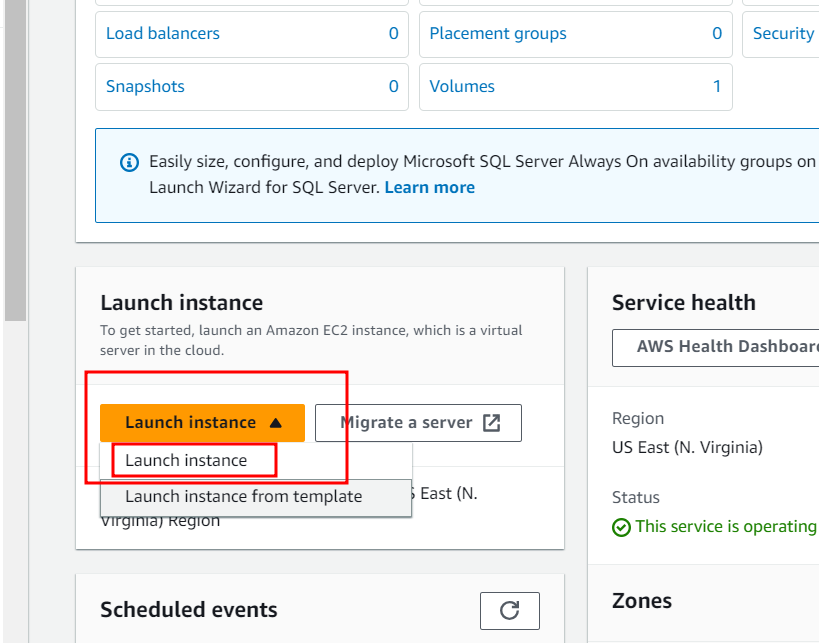 Load balancers 0
Placement groups 0
Security
Snapshots 0
Volumes 1
Easily size, configure, and deploy Microsoft SQL Server Always On availability groups on
Launch Wizard for SQL Server. Learn more
Launch instance
To get started, launch an Amazon EC2 instance, which is a virtual
server in the cloud.
Launch instance
Migrate a server
Launch instance
Launch instance from template
East (N.
Virginia) Region
Service health
AWS Health Dashboard
Region
US East (N. Virginia)
Status
This service is operating
Zones
Scheduled events